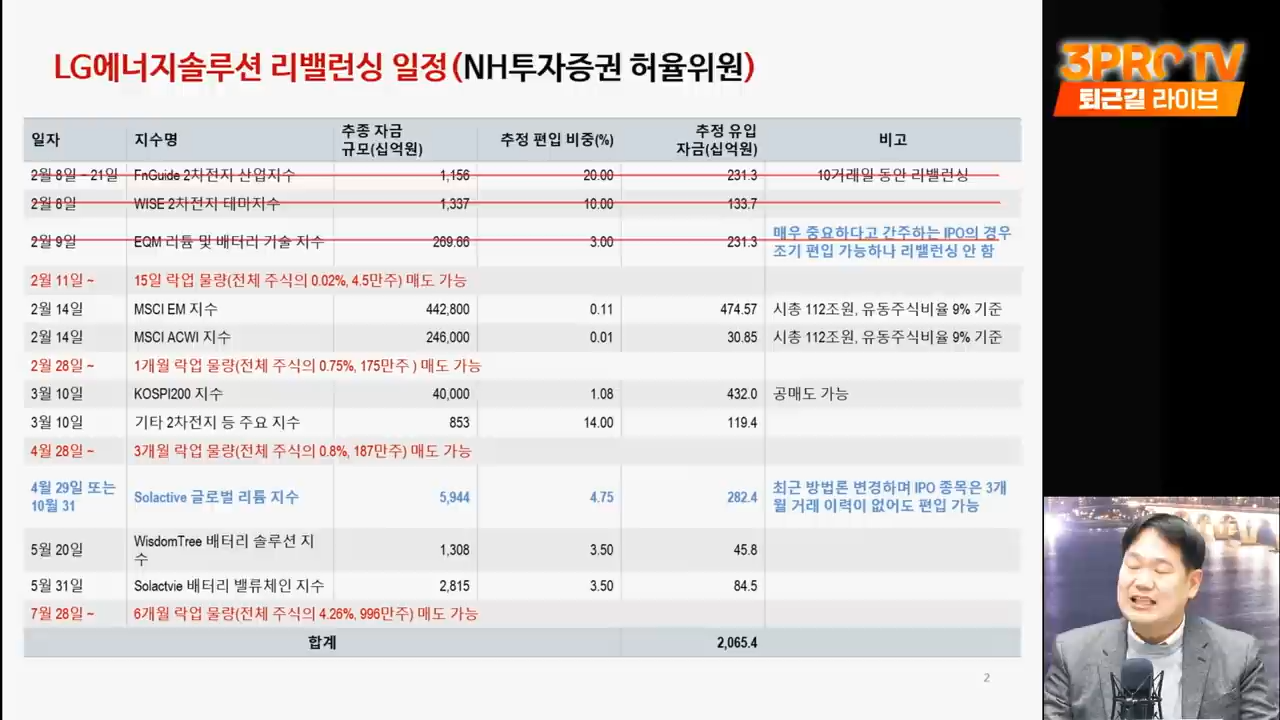 LG에너지솔루션 리밸런싱 일정(NH투자증권 허율위원)
3PRO TV
퇴근길 라이브
일자 지수명 추종 자금 규모(십억원) 추정 편입 비중(%) 추정 유입 자금(십억원) 비고
2월 8일 ~ 21일 FnGuide 2차전지 산업지수 1,156 20.00 231.3 10거래일 동안 리밸런싱
2월 8일 WISE 2차전지 테마지수 1,337 10.00 133.7
2월 9일 EQM 리튬 및 배터리 기술 지수 269.66 3.00 231.3 매우 중요하다고 간주하는 IPO의 경우 조기 편입 가능하나 리밸런싱 안 함
2월 11일 ~ 15일 락업 물량(전체 주식의 0.02%, 4.5만주) 매도 가능
2월 14일 MSCI EM 지수 442,800 0.11 474.57 시총 112조원, 유동주식비율 9% 기준
2월 14일 MSCI ACWI 지수 246,000 0.01 30.85 시총 112조원, 유동주식비율 9% 기준
2월 28일 ~ 1개월 락업 물량(전체 주식의 0.75%, 175만주 ) 매도 가능
3월 10일 KOSPI200 지수 40,000 1.08 432.0 공매도 가능
3월 10일 기타 2차전지 등 주요 지수 853 14.00 119.4
4월 28일 ~ 3개월 락업 물량(전체 주식의 0.8%, 187만주) 매도 가능
4월 29일 또는 10월 31 Solactive 글로벌 리튬 지수 5,944 4.75 282.4 최근 방법론 변경하며 IPO 종목은 3개월 거래 이력이 없어도 편입 가능
5월 20일 WisdomTree 배터리 솔루션 지수 1,308 3.50 45.8
5월 31일 Solactvie 배터리 밸류체인 지수 2,815 3.50 84.5
7월 28일 ~ 6개월 락업 물량(전체 주식의 4.26%, 996만주) 매도 가능
합계 2,065.4
2